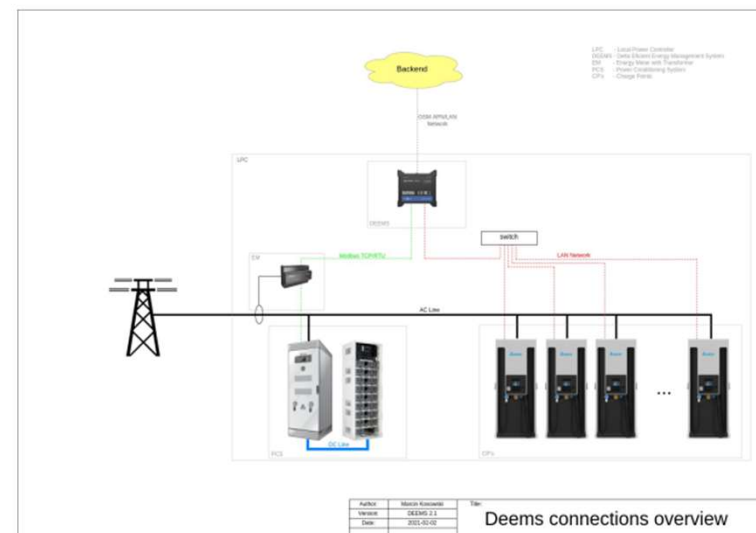 LPC - Local Power Controller
DEEMS - Delta Efficient Energy Management System
EM - Energy Meter with Transformer
PCS - Power Conditioning System
CPs - Charge Points
Backend
GSM APN/LAN
Network
LPC
DEEMS
switch
EM
Modbus TCP/RTU
LAN Network
AC Line
...
DC Line
PCS
CPs
Author: Marcin Kosowski Title:
Version: DEEMS 2.1
Date: 2021-02-02
Deems connections overview